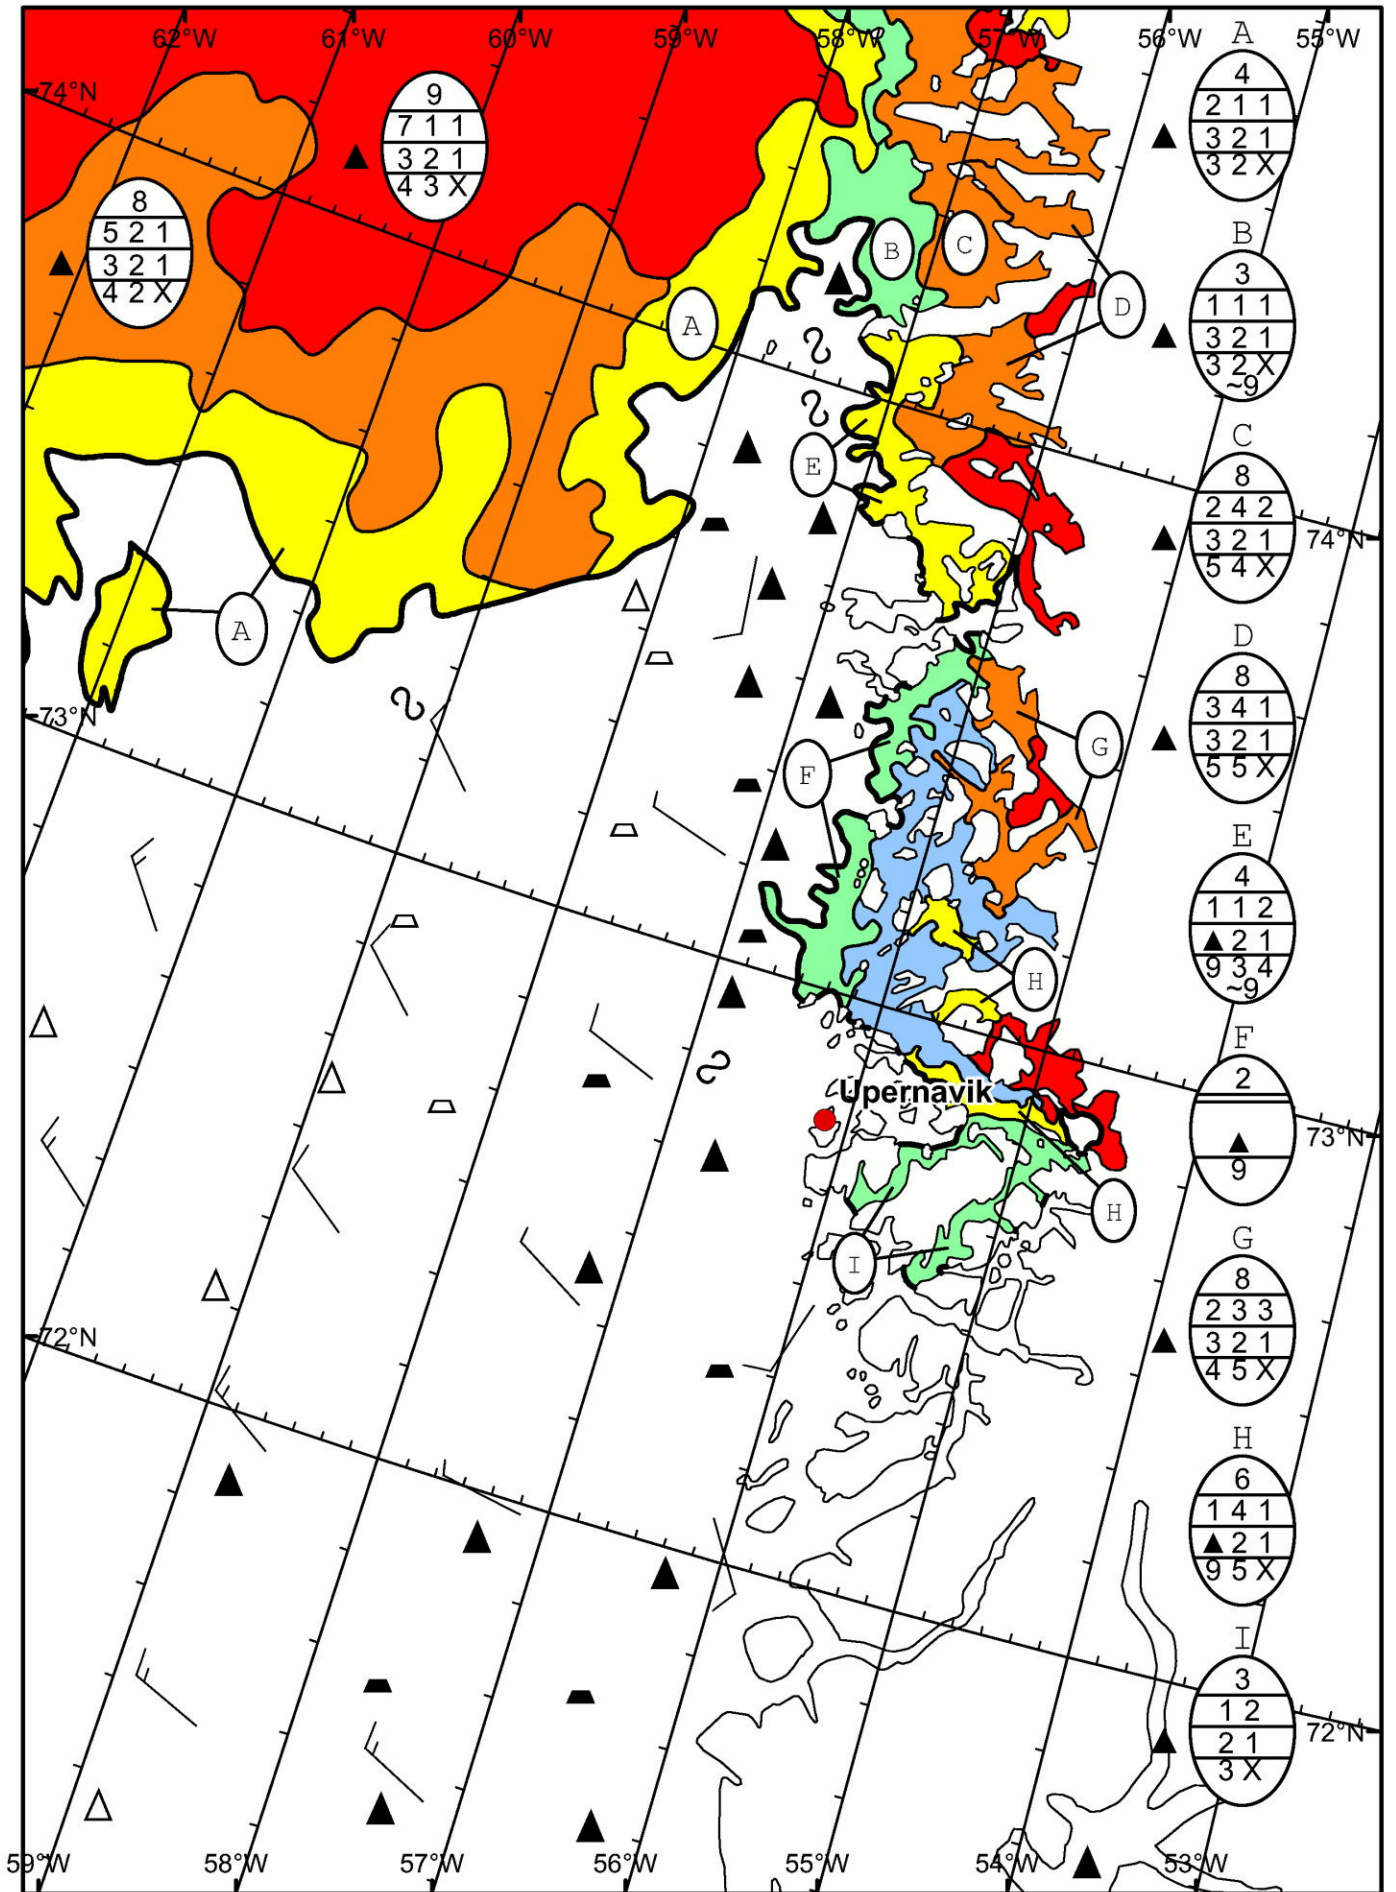 62°W 61°W 60°W 59°W 58°W 57°W 56°W 55°W
74°N
9
7 1 1
3 2 1
4 3 X
8
5 2 1
3 2 1
4 2 X
A
4
2 1 1
3 2 1
3 2 X
B
3
1 1 1
3 2 1
3 2 X
~9
C
8
2 4 2
3 2 1
5 4 X
D
8
3 4 1
3 2 1
5 5 X
E
4
1 1 2
2 1
9 3 4
~9
F
2
9
G
8
2 3 3
3 2 1
4 5 X
H
6
1 4 1
2 1
9 5 X
I
3
1 2
2 1
3 X
B
C
D
A
E
74°N
A
73°N
G
F
H
Upernavik
73°N
H
I
72°N
72°N
59°W 58°W 57°W 56°W 55°W 54°W 53°W